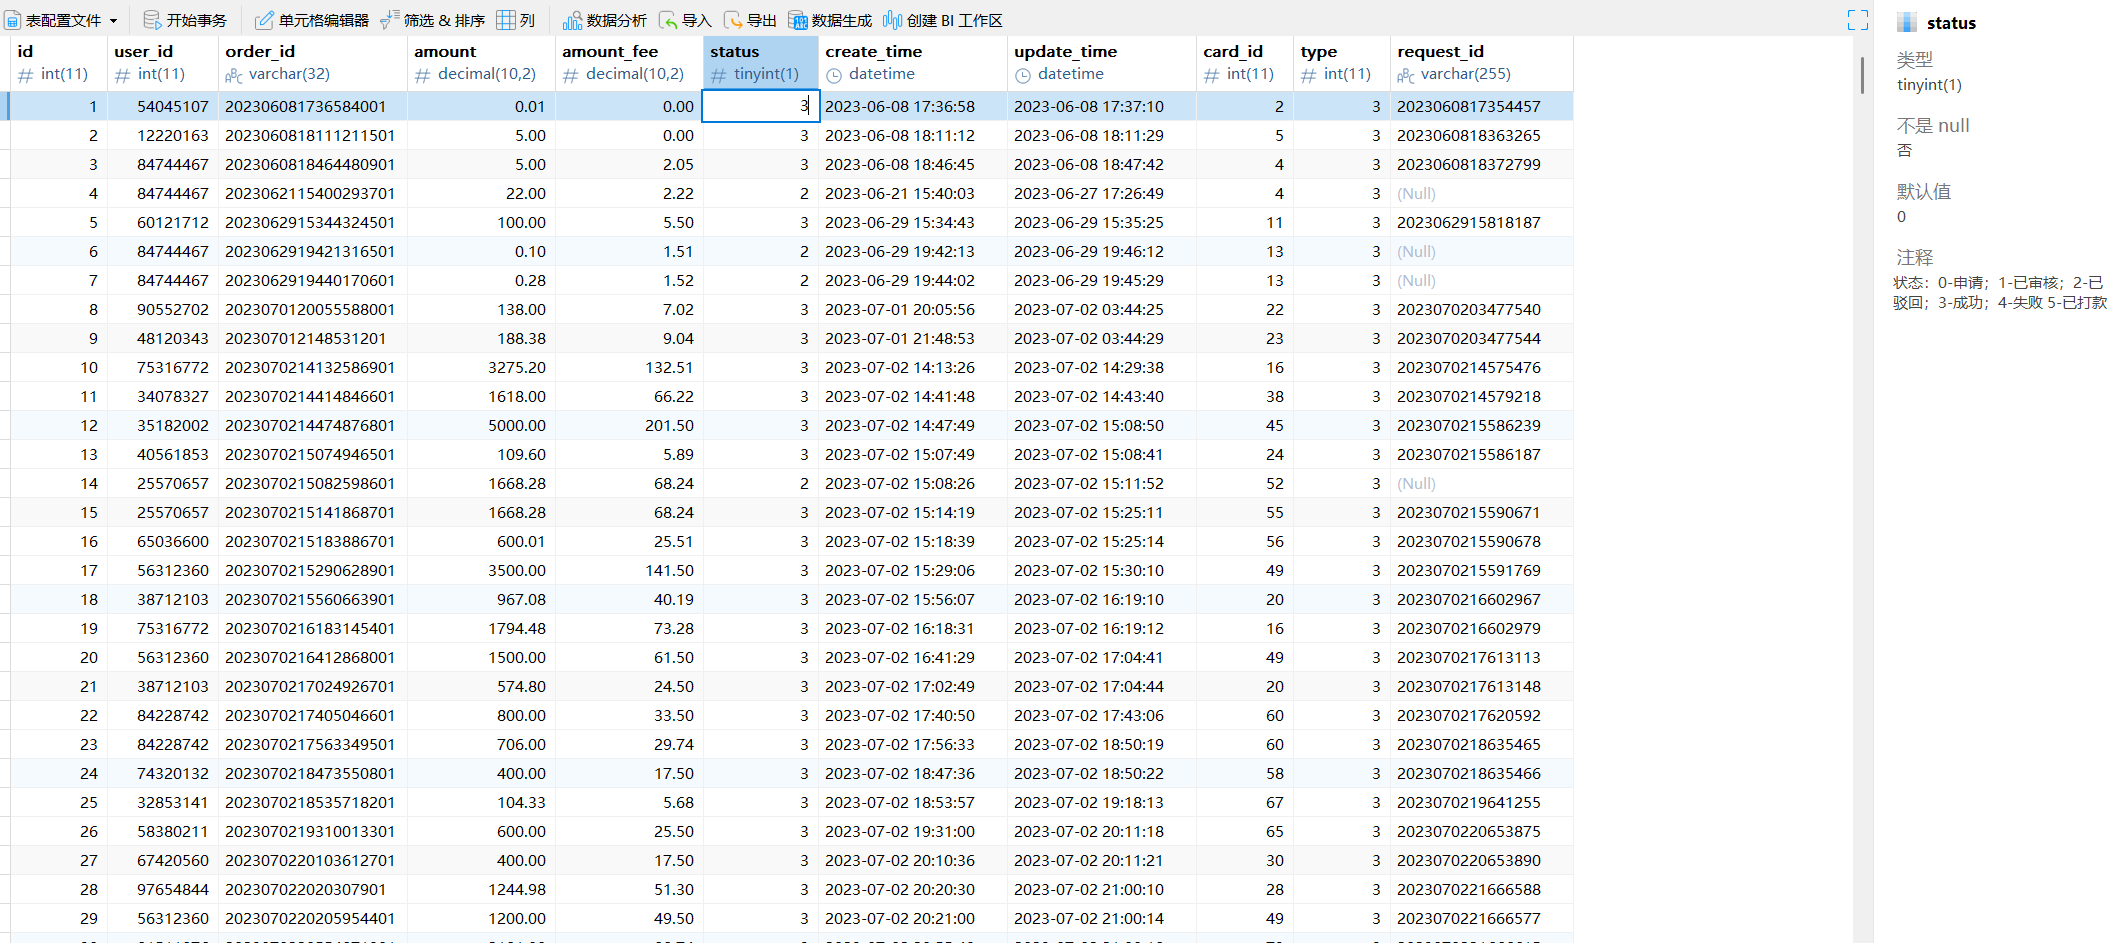 表配置文件 开始事务 单元格编辑器 筛选 & 排序 列 数据分析 导入 导出 数据生成 创建 BI 工作区
id user_id order_id amount amount_fee status create_time update_time card_id type request_id
int(11) int(11) varchar(32) decimal(10,2) decimal(10,2) tinyint(1) datetime datetime int(11) int(11) varchar(255)
1 54045107 202306081736584001 0.01 0.00 3 2023-06-08 17:36:58 2023-06-08 17:37:10 2 3 2023060817354457
2 12220163 2023060818111211501 5.00 0.00 3 2023-06-08 18:11:12 2023-06-08 18:11:29 5 3 2023060818363265
3 84744467 2023060818464480901 5.00 2.05 3 2023-06-08 18:46:45 2023-06-08 18:47:42 4 3 2023060818372799
4 84744467 2023062115400293701 22.00 2.22 2 2023-06-21 15:40:03 2023-06-27 17:26:49 4 3 (Null)
5 60121712 2023062915344324501 100.00 5.50 3 2023-06-29 15:34:43 2023-06-29 15:35:25 11 3 2023062915818187
6 84744467 2023062919421316501 0.10 1.51 2 2023-06-29 19:42:13 2023-06-29 19:46:12 13 3 (Null)
7 84744467 2023062919440170601 0.28 1.52 2 2023-06-29 19:44:02 2023-06-29 19:45:29 13 3 (Null)
8 90552702 2023070120055588001 138.00 7.02 3 2023-07-01 20:05:56 2023-07-02 03:44:25 22 3 2023070203477540
9 48120343 202307012148531201 188.38 9.04 3 2023-07-01 21:48:53 2023-07-02 03:44:29 23 3 2023070203477544
10 75316772 2023070214132586901 3275.20 132.51 3 2023-07-02 14:13:26 2023-07-02 14:29:38 16 3 2023070214575476
11 34078327 2023070214414846601 1618.00 66.22 3 2023-07-02 14:41:48 2023-07-02 14:43:40 38 3 2023070214579218
12 35182002 2023070214474876801 5000.00 201.50 3 2023-07-02 14:47:49 2023-07-02 15:08:50 45 3 2023070215586239
13 40561853 2023070215074946501 109.60 5.89 3 2023-07-02 15:07:49 2023-07-02 15:08:41 24 3 2023070215586187
14 25570657 2023070215082598601 1668.28 68.24 2 2023-07-02 15:08:26 2023-07-02 15:11:52 52 3 (Null)
15 25570657 2023070215141868701 1668.28 68.24 3 2023-07-02 15:14:19 2023-07-02 15:25:11 55 3 2023070215590671
16 65036600 2023070215183886701 600.01 25.51 3 2023-07-02 15:18:39 2023-07-02 15:25:14 56 3 2023070215590678
17 56312360 2023070215290628901 3500.00 141.50 3 2023-07-02 15:29:06 2023-07-02 15:30:10 49 3 2023070215591769
18 38712103 2023070215560663901 967.08 40.19 3 2023-07-02 15:56:07 2023-07-02 16:19:10 20 3 2023070216602967
19 75316772 2023070216183145401 1794.48 73.28 3 2023-07-02 16:18:31 2023-07-02 16:19:12 16 3 2023070216602979
20 56312360 2023070216412868001 1500.00 61.50 3 2023-07-02 16:41:29 2023-07-02 17:04:41 49 3 2023070217613113
21 38712103 2023070217024926701 574.80 24.50 3 2023-07-02 17:02:49 2023-07-02 17:04:44 20 3 2023070217613148
22 84228742 2023070217405046601 800.00 33.50 3 2023-07-02 17:40:50 2023-07-02 17:43:06 60 3 2023070217620592
23 84228742 2023070217563349501 706.00 29.74 3 2023-07-02 17:56:33 2023-07-02 18:50:19 60 3 2023070218635465
24 74320132 2023070218473550801 400.00 17.50 3 2023-07-02 18:47:36 2023-07-02 18:50:22 58 3 2023070218635466
25 32853141 2023070218535718201 104.33 5.68 3 2023-07-02 18:53:57 2023-07-02 19:18:13 67 3 2023070219641255
26 58380211 2023070219310013301 600.00 25.50 3 2023-07-02 19:31:00 2023-07-02 20:11:18 65 3 2023070220653875
27 67420560 2023070220103612701 400.00 17.50 3 2023-07-02 20:10:36 2023-07-02 20:11:21 30 3 2023070220653890
28 97654844 202307022020307901 1244.98 51.30 3 2023-07-02 20:20:30 2023-07-02 21:00:10 28 3 2023070221666588
29 56312360 2023070220205954401 1200.00 49.50 3 2023-07-02 20:21:00 2023-07-02 21:00:14 49 3 2023070221666577
status
类型
tinyint(1)
不是 null
否
默认值
0
注释
状态：0-申请；1-已审核；2-已
驳回；3-成功；4-失败 5-已打款